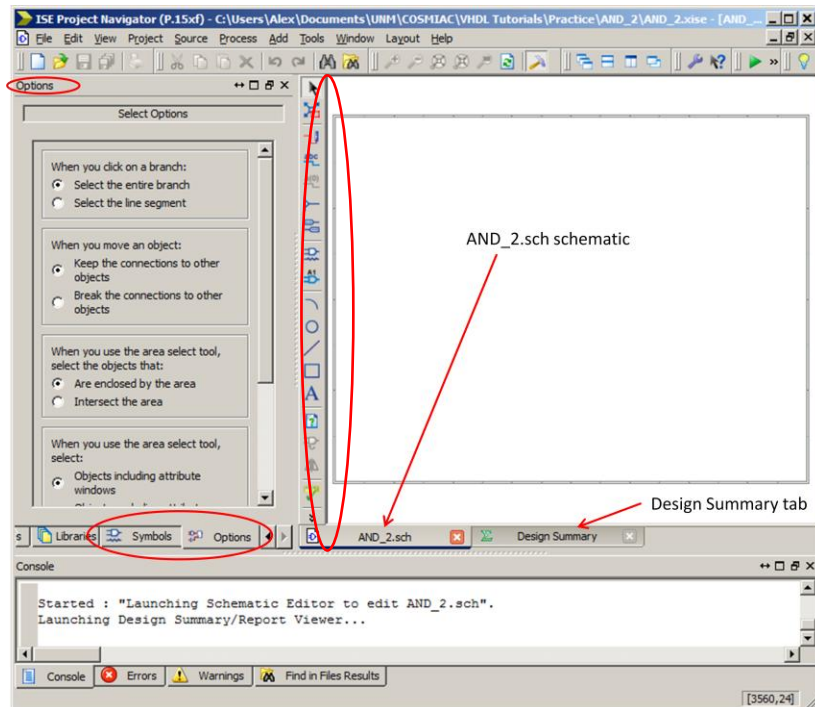 ISE Project Navigator (P.15xf) - C:\Users\Alex\Documents\UNM\COSMIAC\VHDL Tutorials\Practice\AND_2\AND_2.xise - [AND_...
File Edit View Project Source Process Add Tools Window Layout Help
Options
Select Options
When you click on a branch:
Select the entire branch
Select the line segment
When you move an object:
Keep the connections to other
objects
Break the connections to other
objects
When you use the area select tool,
select the objects that:
Are enclosed by the area
Intersect the area
When you use the area select tool,
select:
Objects including attribute
windows
A1
A
AND_2.sch schematic
Design Summary tab
s Libraries Symbols Options
AND_2.sch Design Summary
Console
Started : "Launching Schematic Editor to edit AND_2.sch".
Launching Design Summary/Report Viewer...
Console Errors Warnings Find in Files Results
[3560,24]